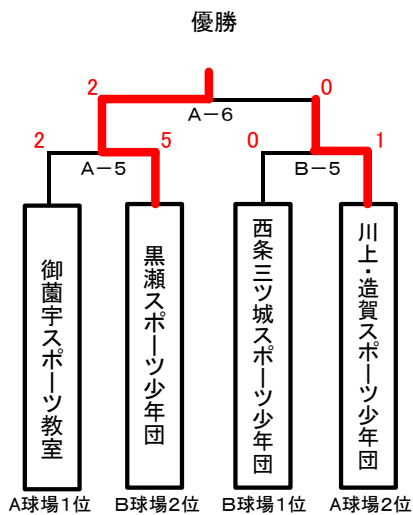 優勝
2 0
A－6
2 5 0 1
A－5 B－5
御薗宇スポーツ教室
黒瀬スポーツ少年団
西条三ツ城スポーツ少年団
川上・造賀スポーツ少年団
A球場1位 B球場2位 B球場1位 A球場2位